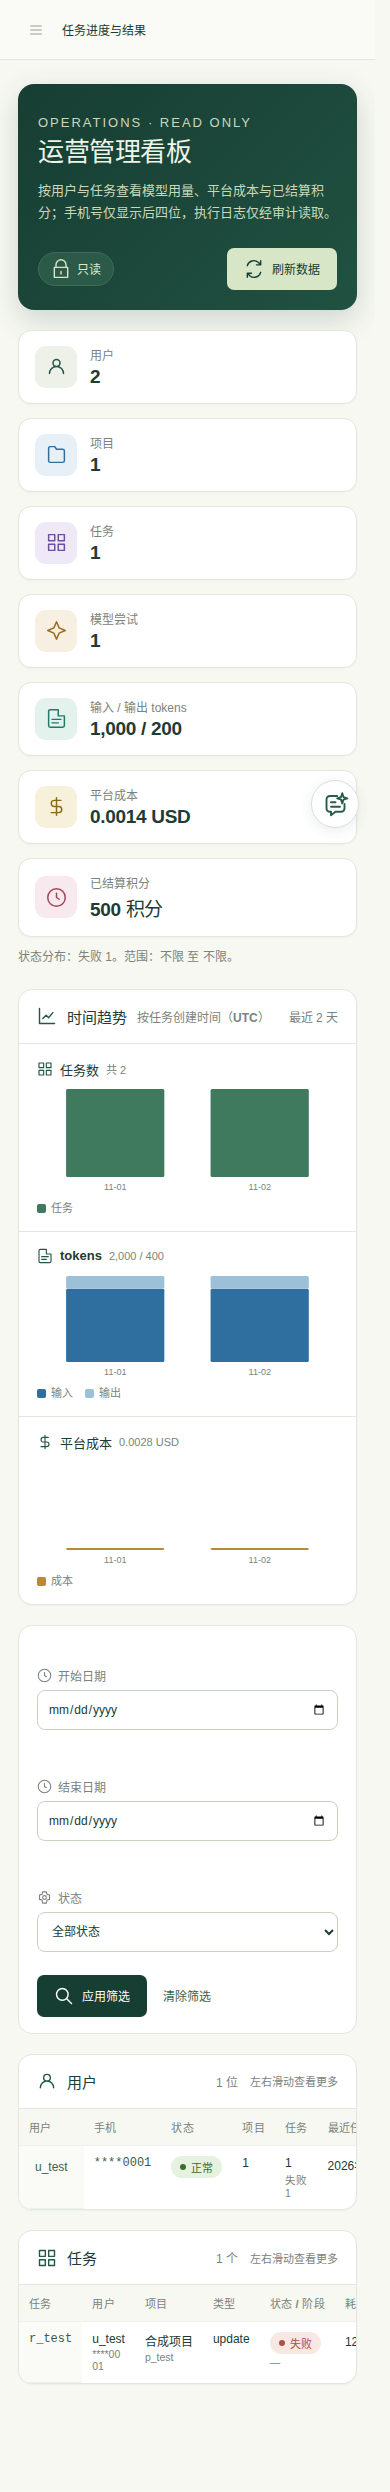 任务进度与结果
OPERATIONS · READ ONLY
运营管理看板
按用户与任务查看模型用量、平台成本与已结算积
分；手机号仅显示后四位，执行日志仅经审计读取。
只读
刷新数据
用户
2
项目
1
任务
1
模型尝试
1
输入 / 输出 tokens
1,000 / 200
平台成本
0.0014 USD
已结算积分
500 积分
状态分布：失败 1。范围：不限 至 不限。
时间趋势 按任务创建时间（UTC） 最近 2 天
任务数 共 2
11-01 11-02
任务
tokens 2,000 / 400
11-01 11-02
输入 输出
平台成本 0.0028 USD
11-01 11-02
成本
开始日期
mm/dd/yyyy
结束日期
mm/dd/yyyy
状态
全部状态
应用筛选 清除筛选
用户 1 位 左右滑动查看更多
用户 手机 状态 项目 任务 最近
u_test ****0001 正常 1 1 2026
失败
1
任务 1 个 左右滑动查看更多
任务 用户 项目 类型 状态 / 阶段 耗
r_test u_test 合成项目 update 失败 12
****00 p_test —
01